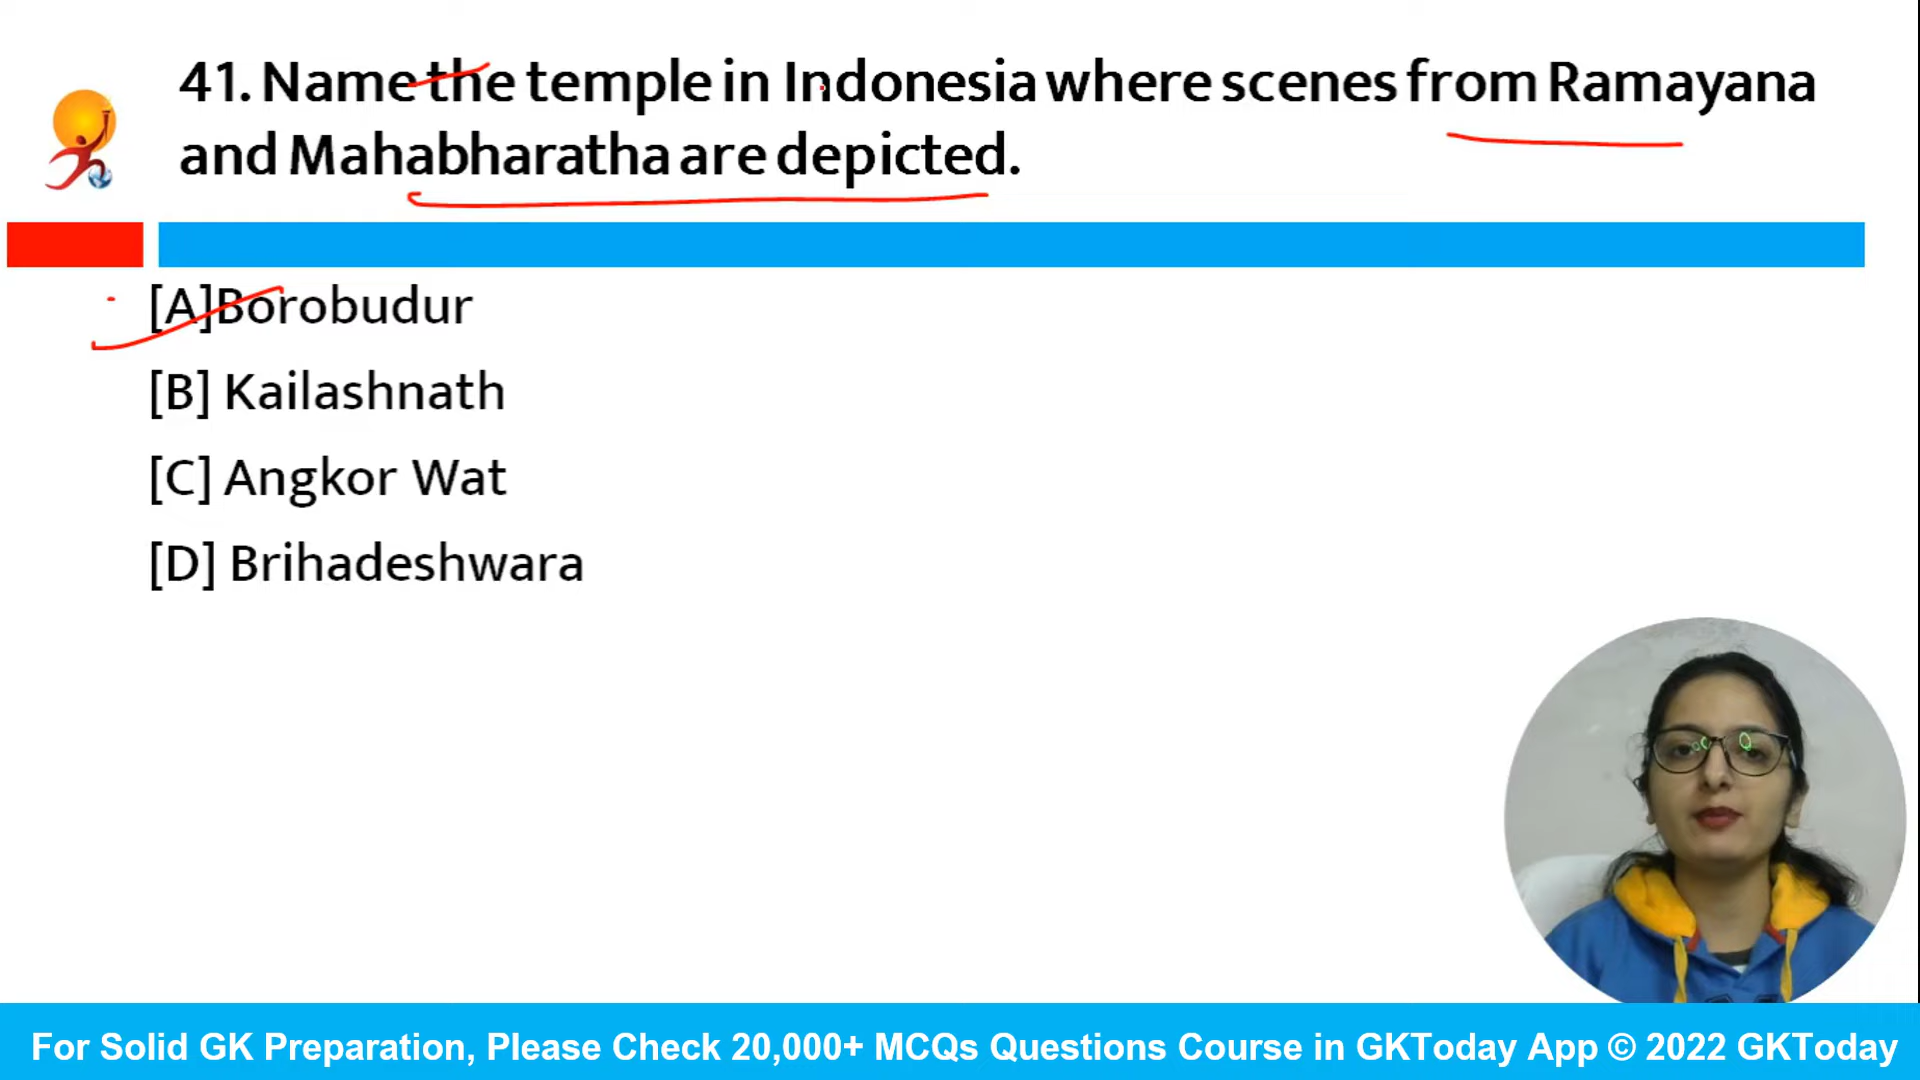 41. Name the temple in Indonesia where scenes from Ramayana
and Mahabharatha are depicted.
[A]Borobudur
[B] Kailashnath
[C] Angkor Wat
[D] Brihadeshwara
For Solid GK Preparation, Please Check 20,000+ MCQs Questions Course in GKToday App © 2022 GKToday